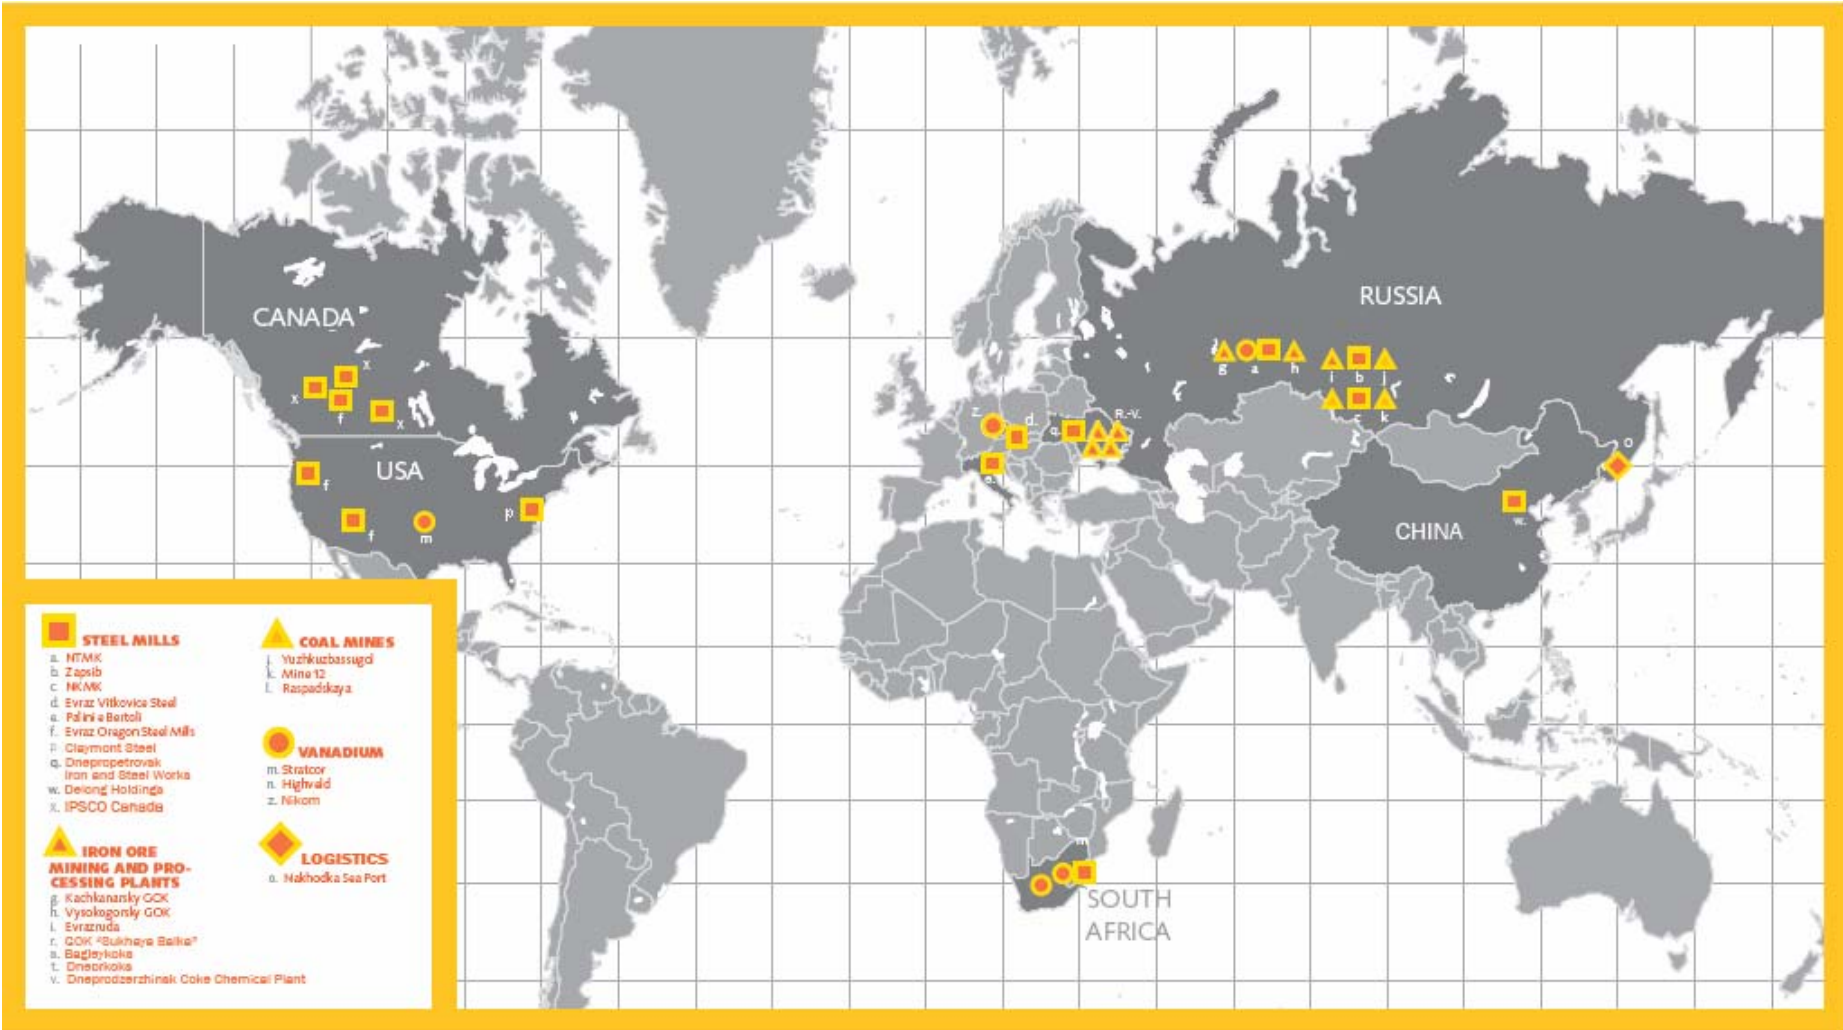 CANADA
RUSSIA
USA
CHINA
SOUTH
AFRICA
x
x
f
x
f
f
m
p
z.
d.
q.
R.-V.
e.
g
a
h
i
b
j
c
k
o
w.
STEEL MILLS
a. NTMK
b. Zapsib
c. NKMK
d. Evraz Vitkovice Steel
e. Palini e Bertoli
f. Evraz Oregon Steel Mills
p. Claymont Steel
q. Dnepropetrovsk
Iron and Steel Works
w. Delong Holdings
x. IPSCO Canada
IRON ORE
MINING AND PRO-
CESSING PLANTS
g. Kachkanarsky GOK
h. Vysokogorsky GOK
i. Evrazruda
r. GOK "Sukhaya Balka"
s. Bagleykoks
t. Dneprkoks
v. Dneprodzerzhinsk Coke Chemical Plant
COAL MINES
j. Yuzhkuzbassugol
k. Mine 12
l. Raspadskaya
VANADIUM
m. Stratcor
n. Highveld
z. Nikom
LOGISTICS
o. Nakhodka Sea Port